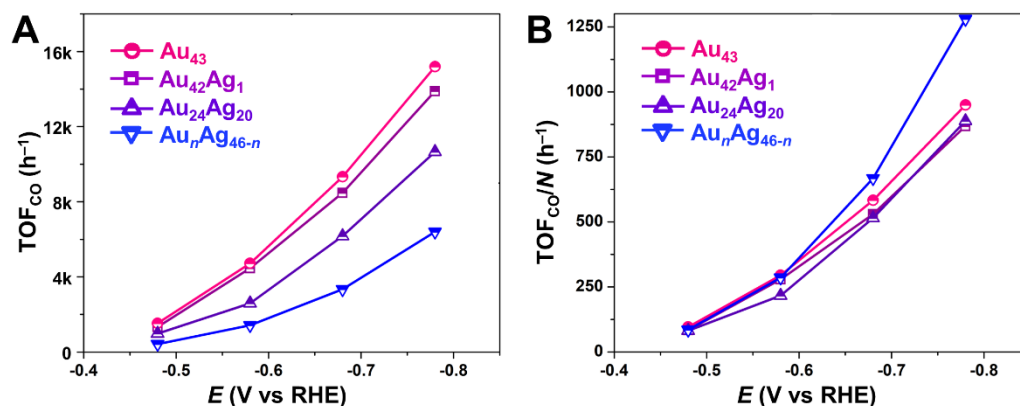 A
TOF_CO (h⁻¹)
16k
12k
8k
4k
0
Au₄₃
Au₄₂Ag₁
Au₂₄Ag₂₀
AuₙAg₄₆₋ₙ
-0.4 -0.5 -0.6 -0.7 -0.8
E (V vs RHE)
B
TOF_CO/N (h⁻¹)
1250
1000
750
500
250
0
Au₄₃
Au₄₂Ag₁
Au₂₄Ag₂₀
AuₙAg₄₆₋ₙ
-0.4 -0.5 -0.6 -0.7 -0.8
E (V vs RHE)